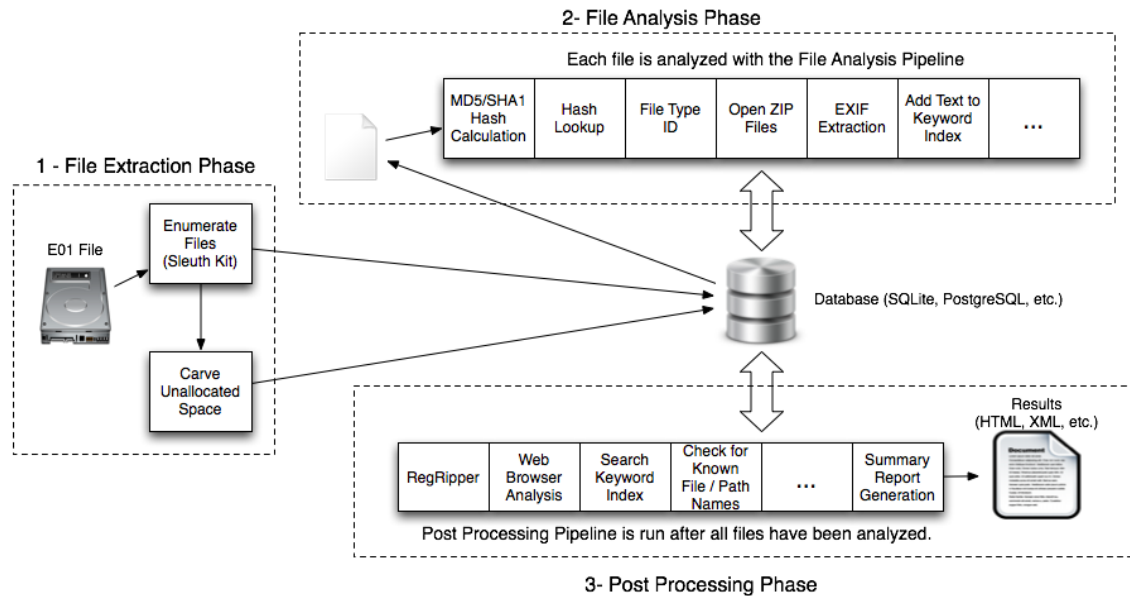 2- File Analysis Phase
Each file is analyzed with the File Analysis Pipeline
MD5/SHA1
Hash
Calculation
Hash
Lookup
File Type
ID
Open ZIP
Files
EXIF
Extraction
Add Text to
Keyword
Index
...
1 - File Extraction Phase
E01 File
Enumerate
Files
(Sleuth Kit)
Carve
Unallocated
Space
Database (SQLite, PostgreSQL, etc.)
RegRipper
Web
Browser
Analysis
Search
Keyword
Index
Check for
Known
File / Path
Names
...
Summary
Report
Generation
Results
(HTML, XML, etc.)
Document
Post Processing Pipeline is run after all files have been analyzed.
3- Post Processing Phase